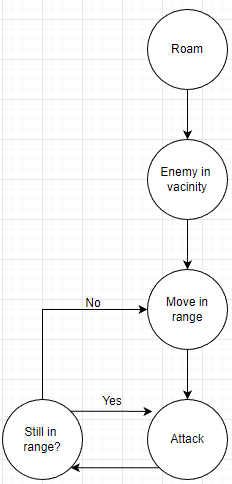 Roam
Enemy in
vacinity
Move in
range
No
Yes
Still in
range?
Attack